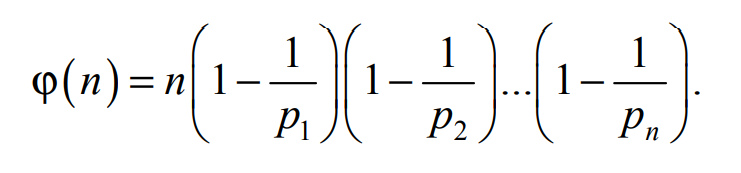 φ(n) = n(1 − 1/p₁)(1 − 1/p₂)...(1 − 1/pₙ).